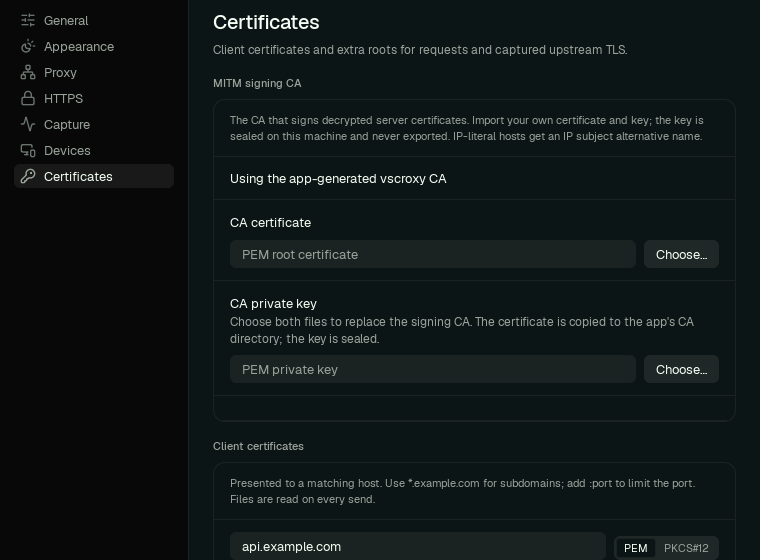 General
Appearance
Proxy
HTTPS
Capture
Devices
Certificates
Certificates
Client certificates and extra roots for requests and captured upstream TLS.
MITM signing CA
The CA that signs decrypted server certificates. Import your own certificate and key; the key is
sealed on this machine and never exported. IP-literal hosts get an IP subject alternative name.
Using the app-generated vscroxy CA
CA certificate
PEM root certificate
Choose...
CA private key
Choose both files to replace the signing CA. The certificate is copied to the app's CA
directory; the key is sealed.
PEM private key
Choose...
Client certificates
Presented to a matching host. Use *.example.com for subdomains; add :port to limit the port.
Files are read on every send.
api.example.com
PEM PKCS#12